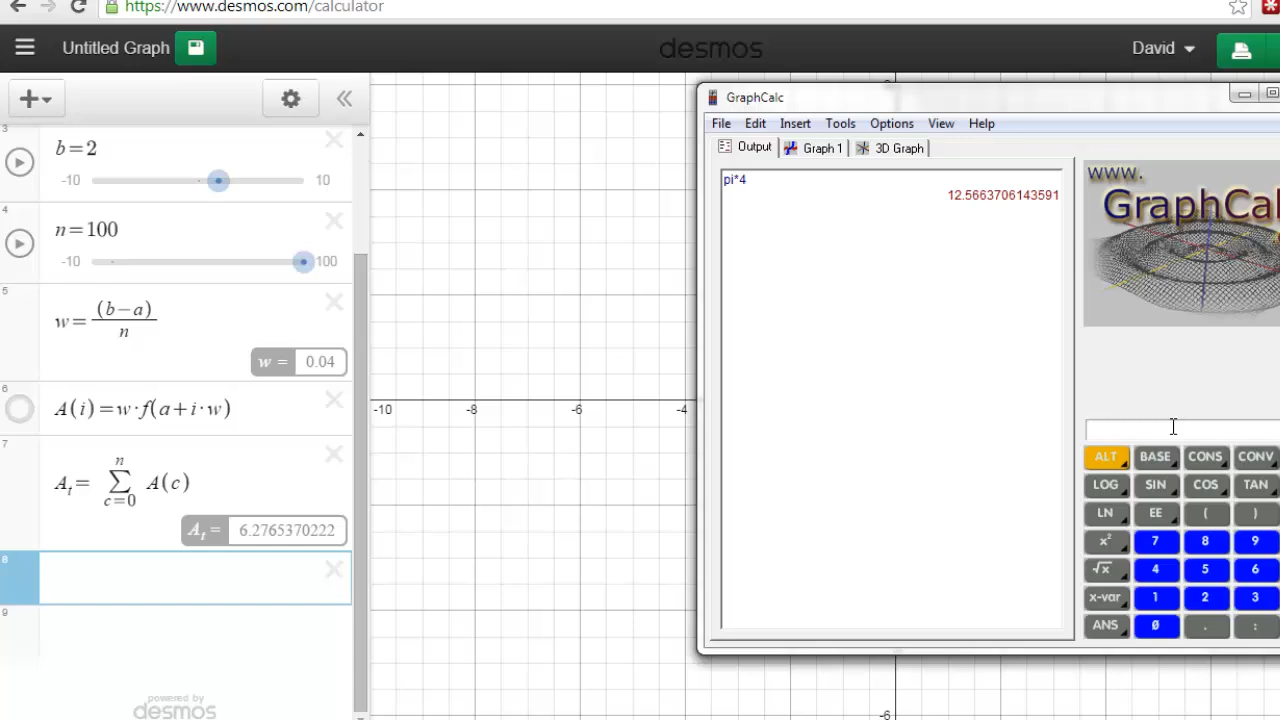 https://www.desmos.com/calculator
Untitled Graph
desmos
David
3
b=2
-10
10
4
n=100
-10
100
5
w=(b−a)/n
w = 0.04
6
A(i)=w·f(a+i·w)
7
n
A_t= ∑ A(c)
c=0
A_t = 6.2765370222
8
9
powered by
desmos
-10 -8 -6 -4
-6
GraphCalc
File Edit Insert Tools Options View Help
Output Graph 1 3D Graph
pi*4
12.5663706143591
www.
GraphCal
ALT BASE CONS CONV
LOG SIN COS TAN
LN EE ( )
x² 7 8 9
√x 4 5 6
x-var 1 2 3
ANS 0 . :